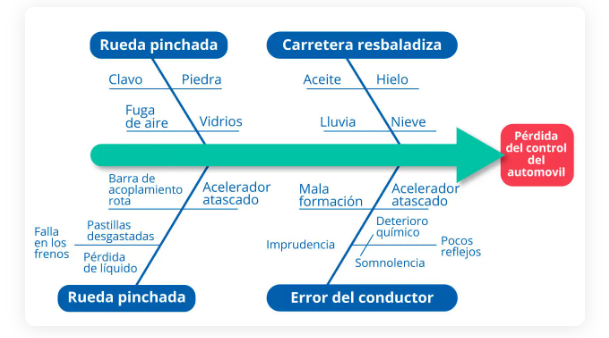 Rueda pinchada
Carretera resbaladiza
Clavo
Piedra
Aceite
Hielo
Fuga
de aire
Vidrios
Lluvia
Nieve
Pérdida
del control
del
automovil
Barra de
acoplamiento
rota
Acelerador
atascado
Mala
formación
Acelerador
atascado
Falla
en los
frenos
Pastillas
desgastadas
Pérdida
de líquido
Imprudencia
Deterioro
químico
Somnolencia
Pocos
reflejos
Rueda pinchada
Error del conductor